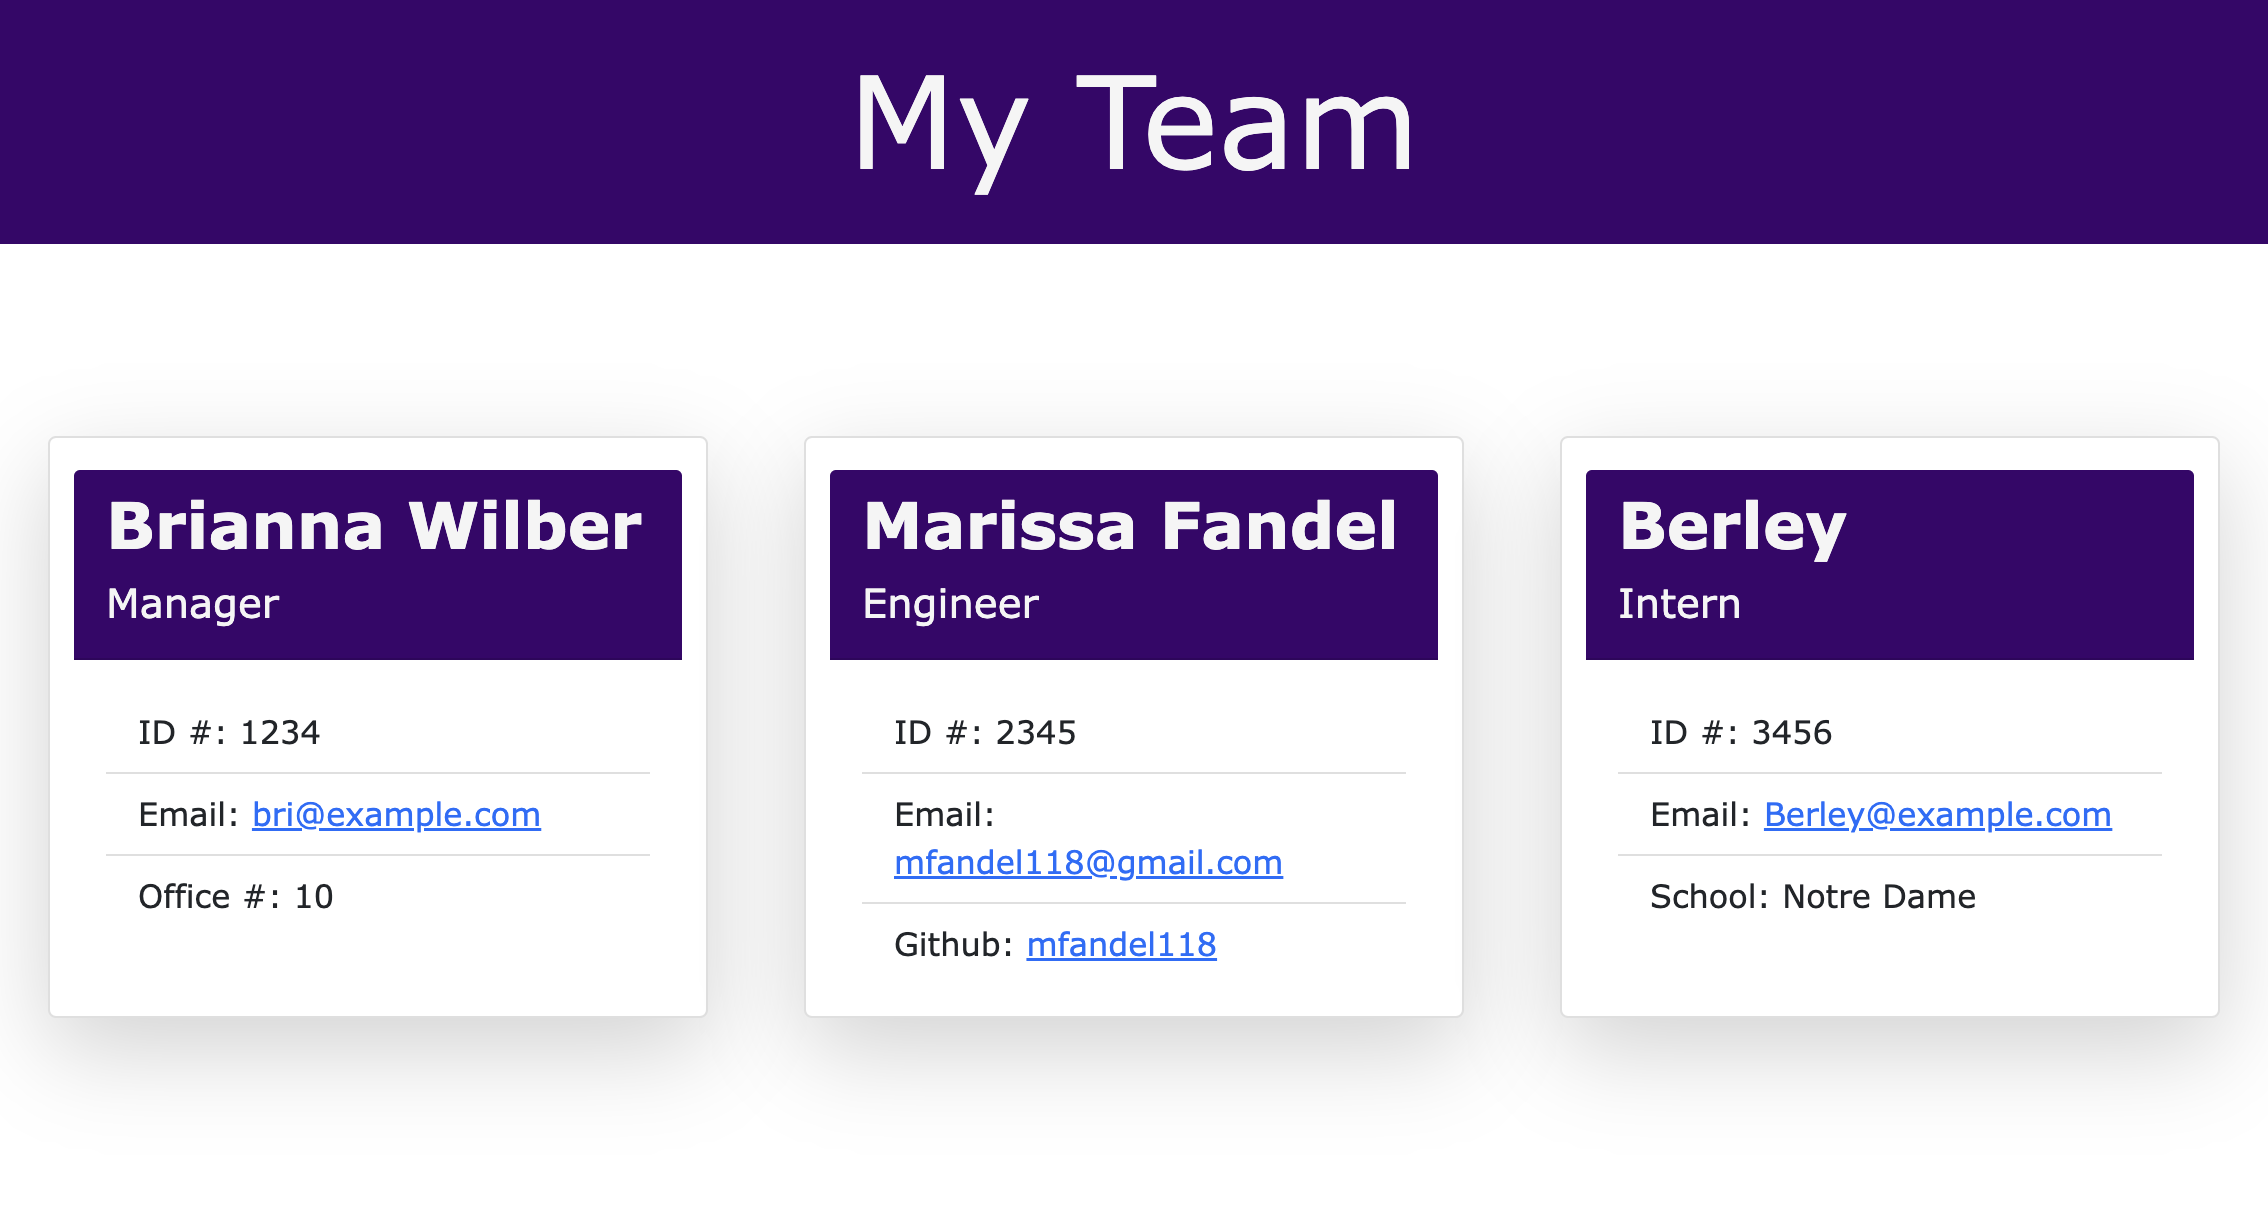 My Team
Brianna Wilber
Manager
ID #: 1234
Email: bri@example.com
Office #: 10
Marissa Fandel
Engineer
ID #: 2345
Email:
mfandel118@gmail.com
Github: mfandel118
Berley
Intern
ID #: 3456
Email: Berley@example.com
School: Notre Dame